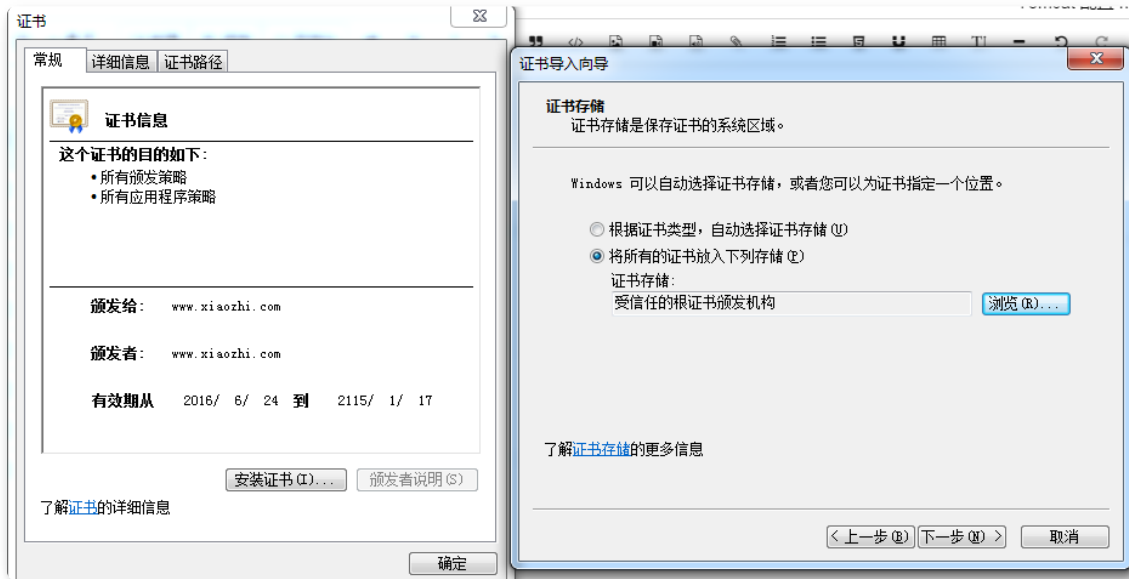 证书
常规
详细信息
证书路径
证书信息
这个证书的目的如下:
•所有颁发策略
•所有应用程序策略
颁发给: www.xiaozhi.com
颁发者: www.xiaozhi.com
有效期从 2016/ 6/ 24 到 2115/ 1/ 17
安装证书(I)...
颁发者说明(S)
了解证书的详细信息
确定
证书导入向导
证书存储
证书存储是保存证书的系统区域。
Windows 可以自动选择证书存储，或者您可以为证书指定一个位置。
根据证书类型，自动选择证书存储(U)
将所有的证书放入下列存储(P)
证书存储:
受信任的根证书颁发机构
浏览(R)...
了解证书存储的更多信息
< 上一步(B)
下一步(N) >
取消